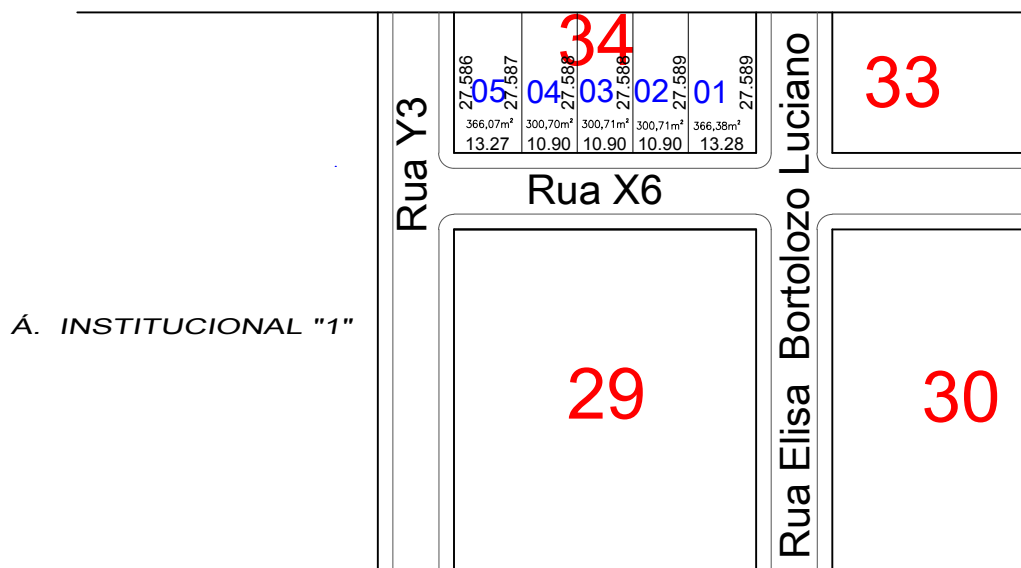 34
33
27.586
27.587
27.588
27.588
27.589
27.589
05
04
03
02
01
366,07m²
300,70m²
300,71m²
300,71m²
366,38m²
13.27
10.90
10.90
10.90
13.28
Rua Y3
Rua X6
Rua Elisa Bortolozo Luciano
Á. INSTITUCIONAL "1"
29
30